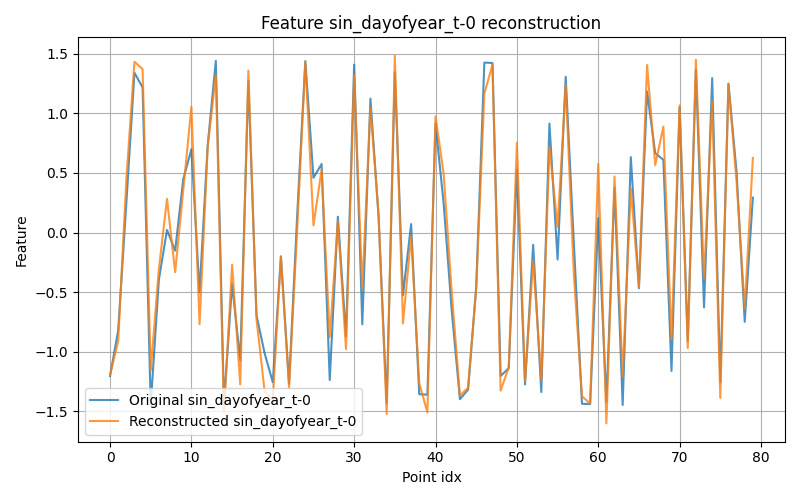 Feature sin_dayofyear_t-0 reconstruction
Feature
1.5
1.0
0.5
0.0
−0.5
−1.0
−1.5
Original sin_dayofyear_t-0
Reconstructed sin_dayofyear_t-0
0 10 20 30 40 50 60 70 80
Point idx